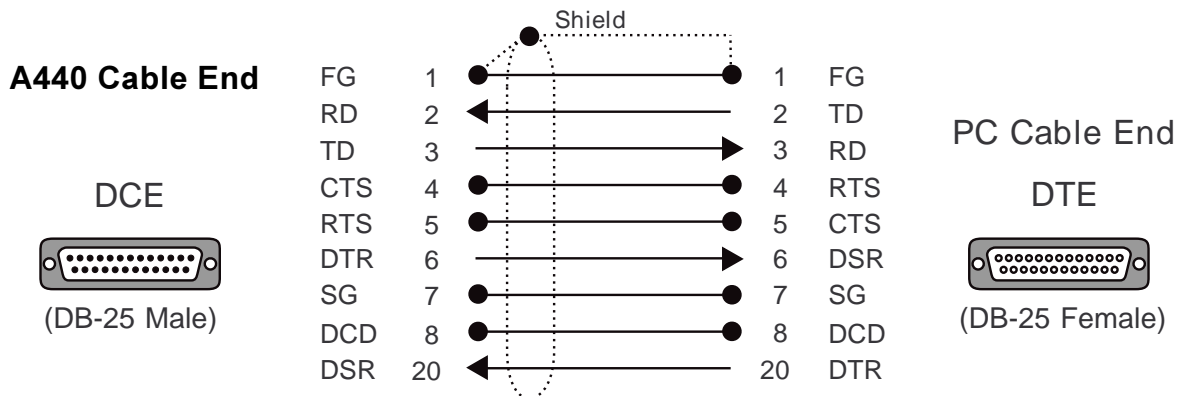 Shield
A440 Cable End
FG 1 1 FG
RD 2 2 TD
TD 3 3 RD
PC Cable End
CTS 4 4 RTS
DCE
DTE
RTS 5 5 CTS
DTR 6 6 DSR
SG 7 7 SG
(DB-25 Male)
(DB-25 Female)
DCD 8 8 DCD
DSR 20 20 DTR